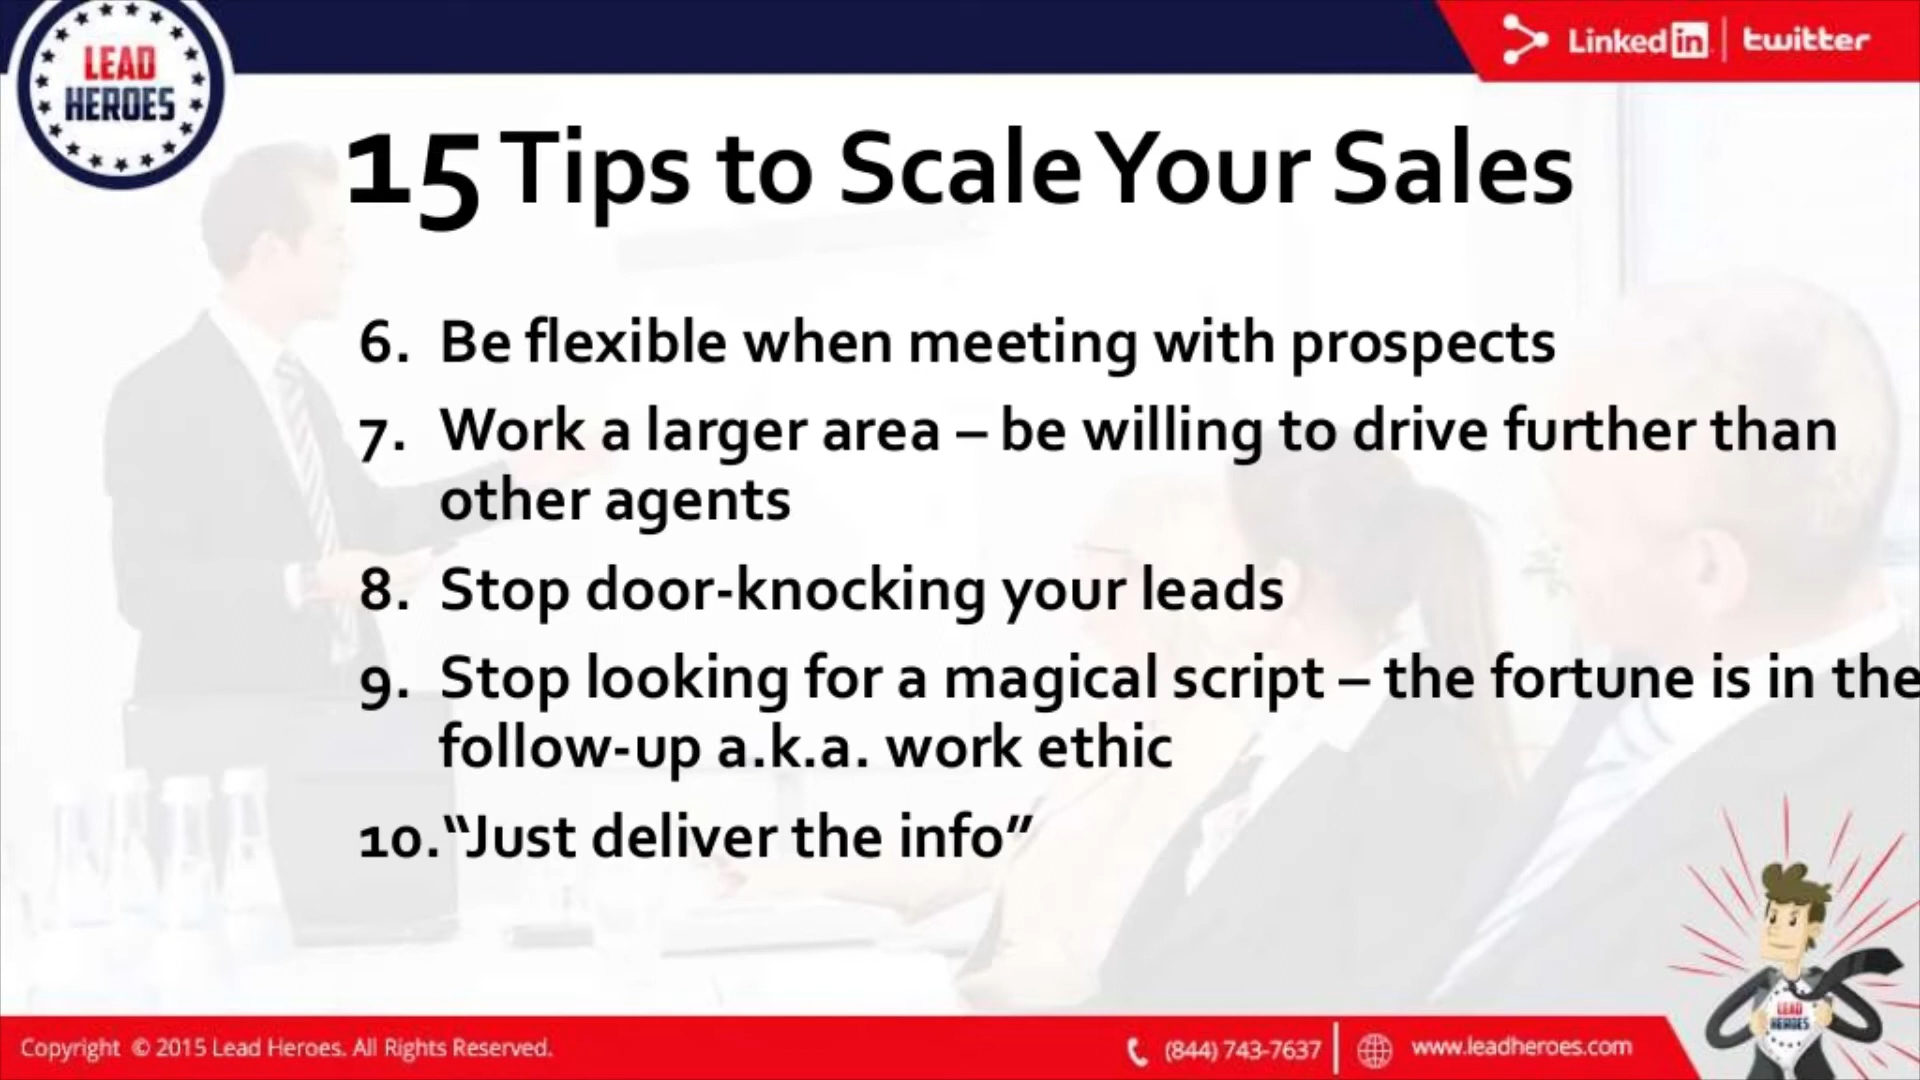 LEAD
HEROES
Linked in | twitter
15 Tips to Scale Your Sales
6. Be flexible when meeting with prospects
7. Work a larger area – be willing to drive further than
other agents
8. Stop door-knocking your leads
9. Stop looking for a magical script – the fortune is in the
follow-up a.k.a. work ethic
10. “Just deliver the info”
LEAD
HEROES
Copyright © 2015 Lead Heroes. All Rights Reserved.
(844) 743-7637 | www.leadheroes.com